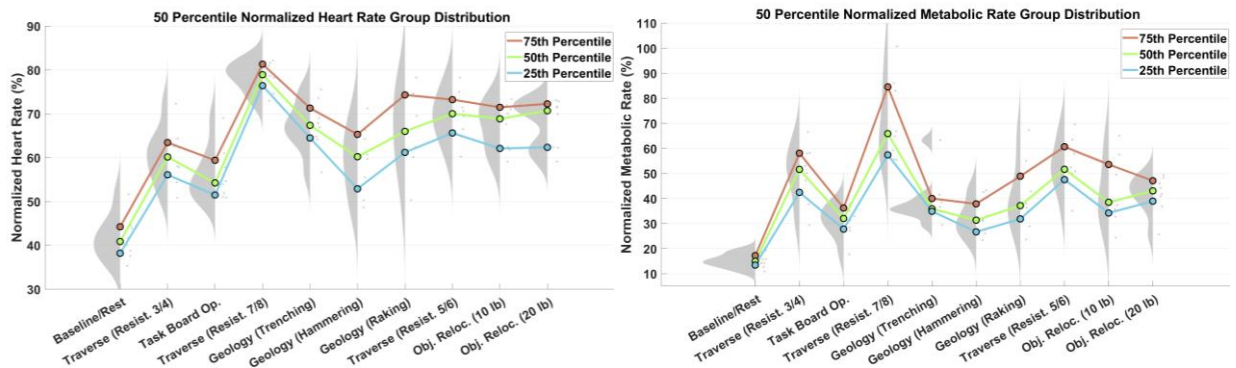 50 Percentile Normalized Heart Rate Group Distribution
Normalized Heart Rate (%)
90
80
70
60
50
40
30
75th Percentile
50th Percentile
25th Percentile
Baseline/Rest
Traverse (Resist. 3/4)
Task Board Op.
Traverse (Resist. 7/8)
Geology (Trenching)
Geology (Hammering)
Geology (Raking)
Traverse (Resist. 5/6)
Obj. Reloc. (10 lb)
Obj. Reloc. (20 lb)
50 Percentile Normalized Metabolic Rate Group Distribution
Normalized Metabolic Rate (%)
110
100
90
80
70
60
50
40
30
20
10
75th Percentile
50th Percentile
25th Percentile
Baseline/Rest
Traverse (Resist. 3/4)
Task Board Op.
Traverse (Resist. 7/8)
Geology (Trenching)
Geology (Hammering)
Geology (Raking)
Traverse (Resist. 5/6)
Obj. Reloc. (10 lb)
Obj. Reloc. (20 lb)